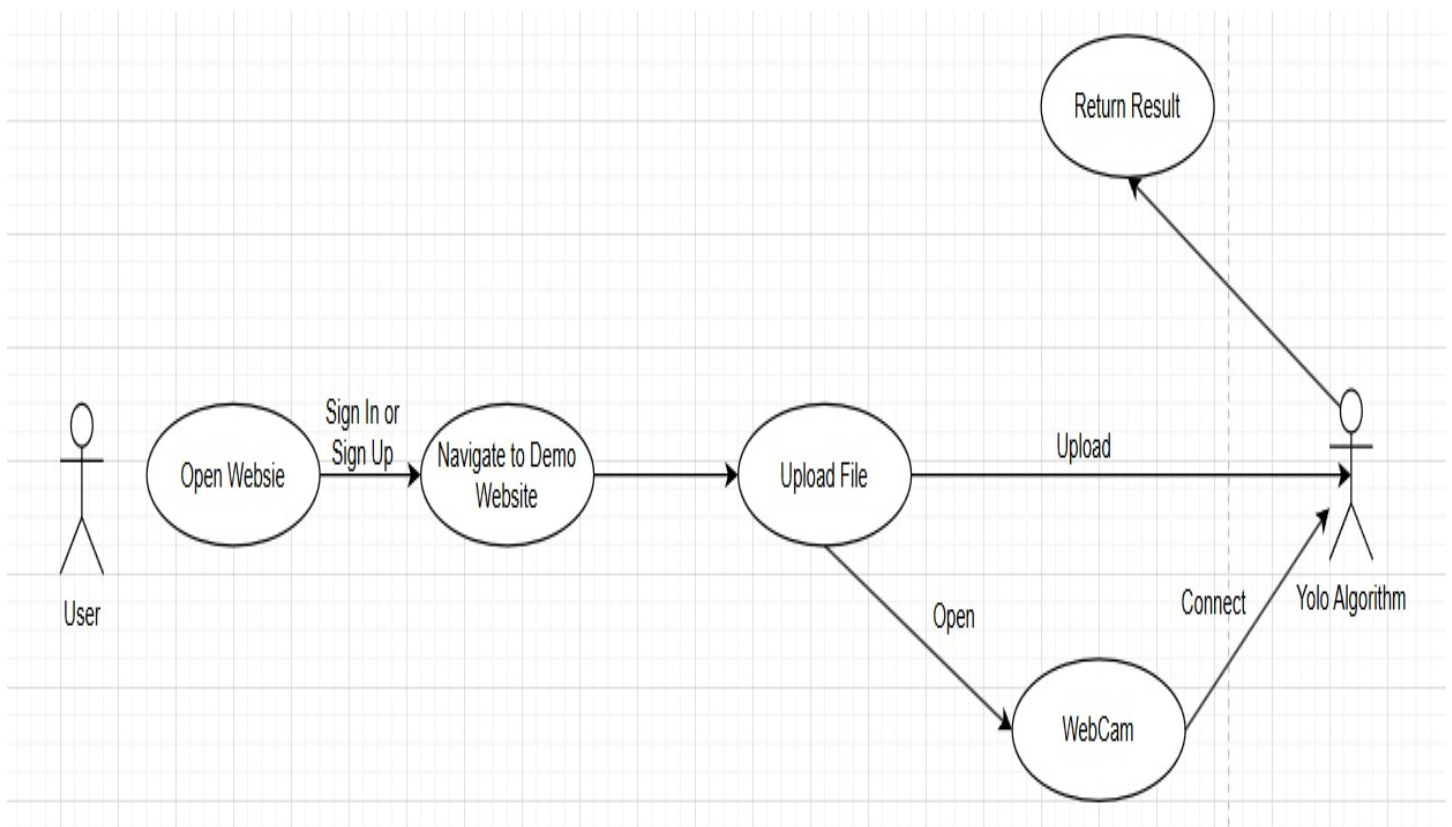 Return Result
Sign In or
Sign Up
Open Websie
Navigate to Demo
Website
Upload File
Upload
User
Open
Connect
Yolo Algorithm
WebCam